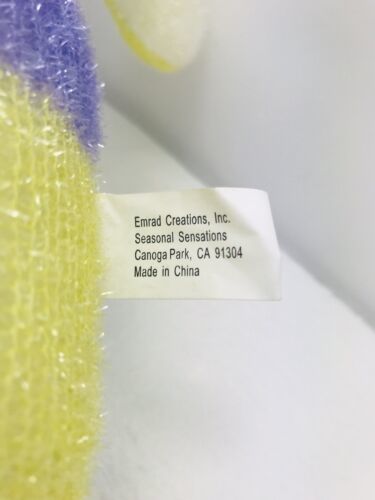 Emrad Creations, Inc.
Seasonal Sensations
Canoga Park, CA 91304
Made in China